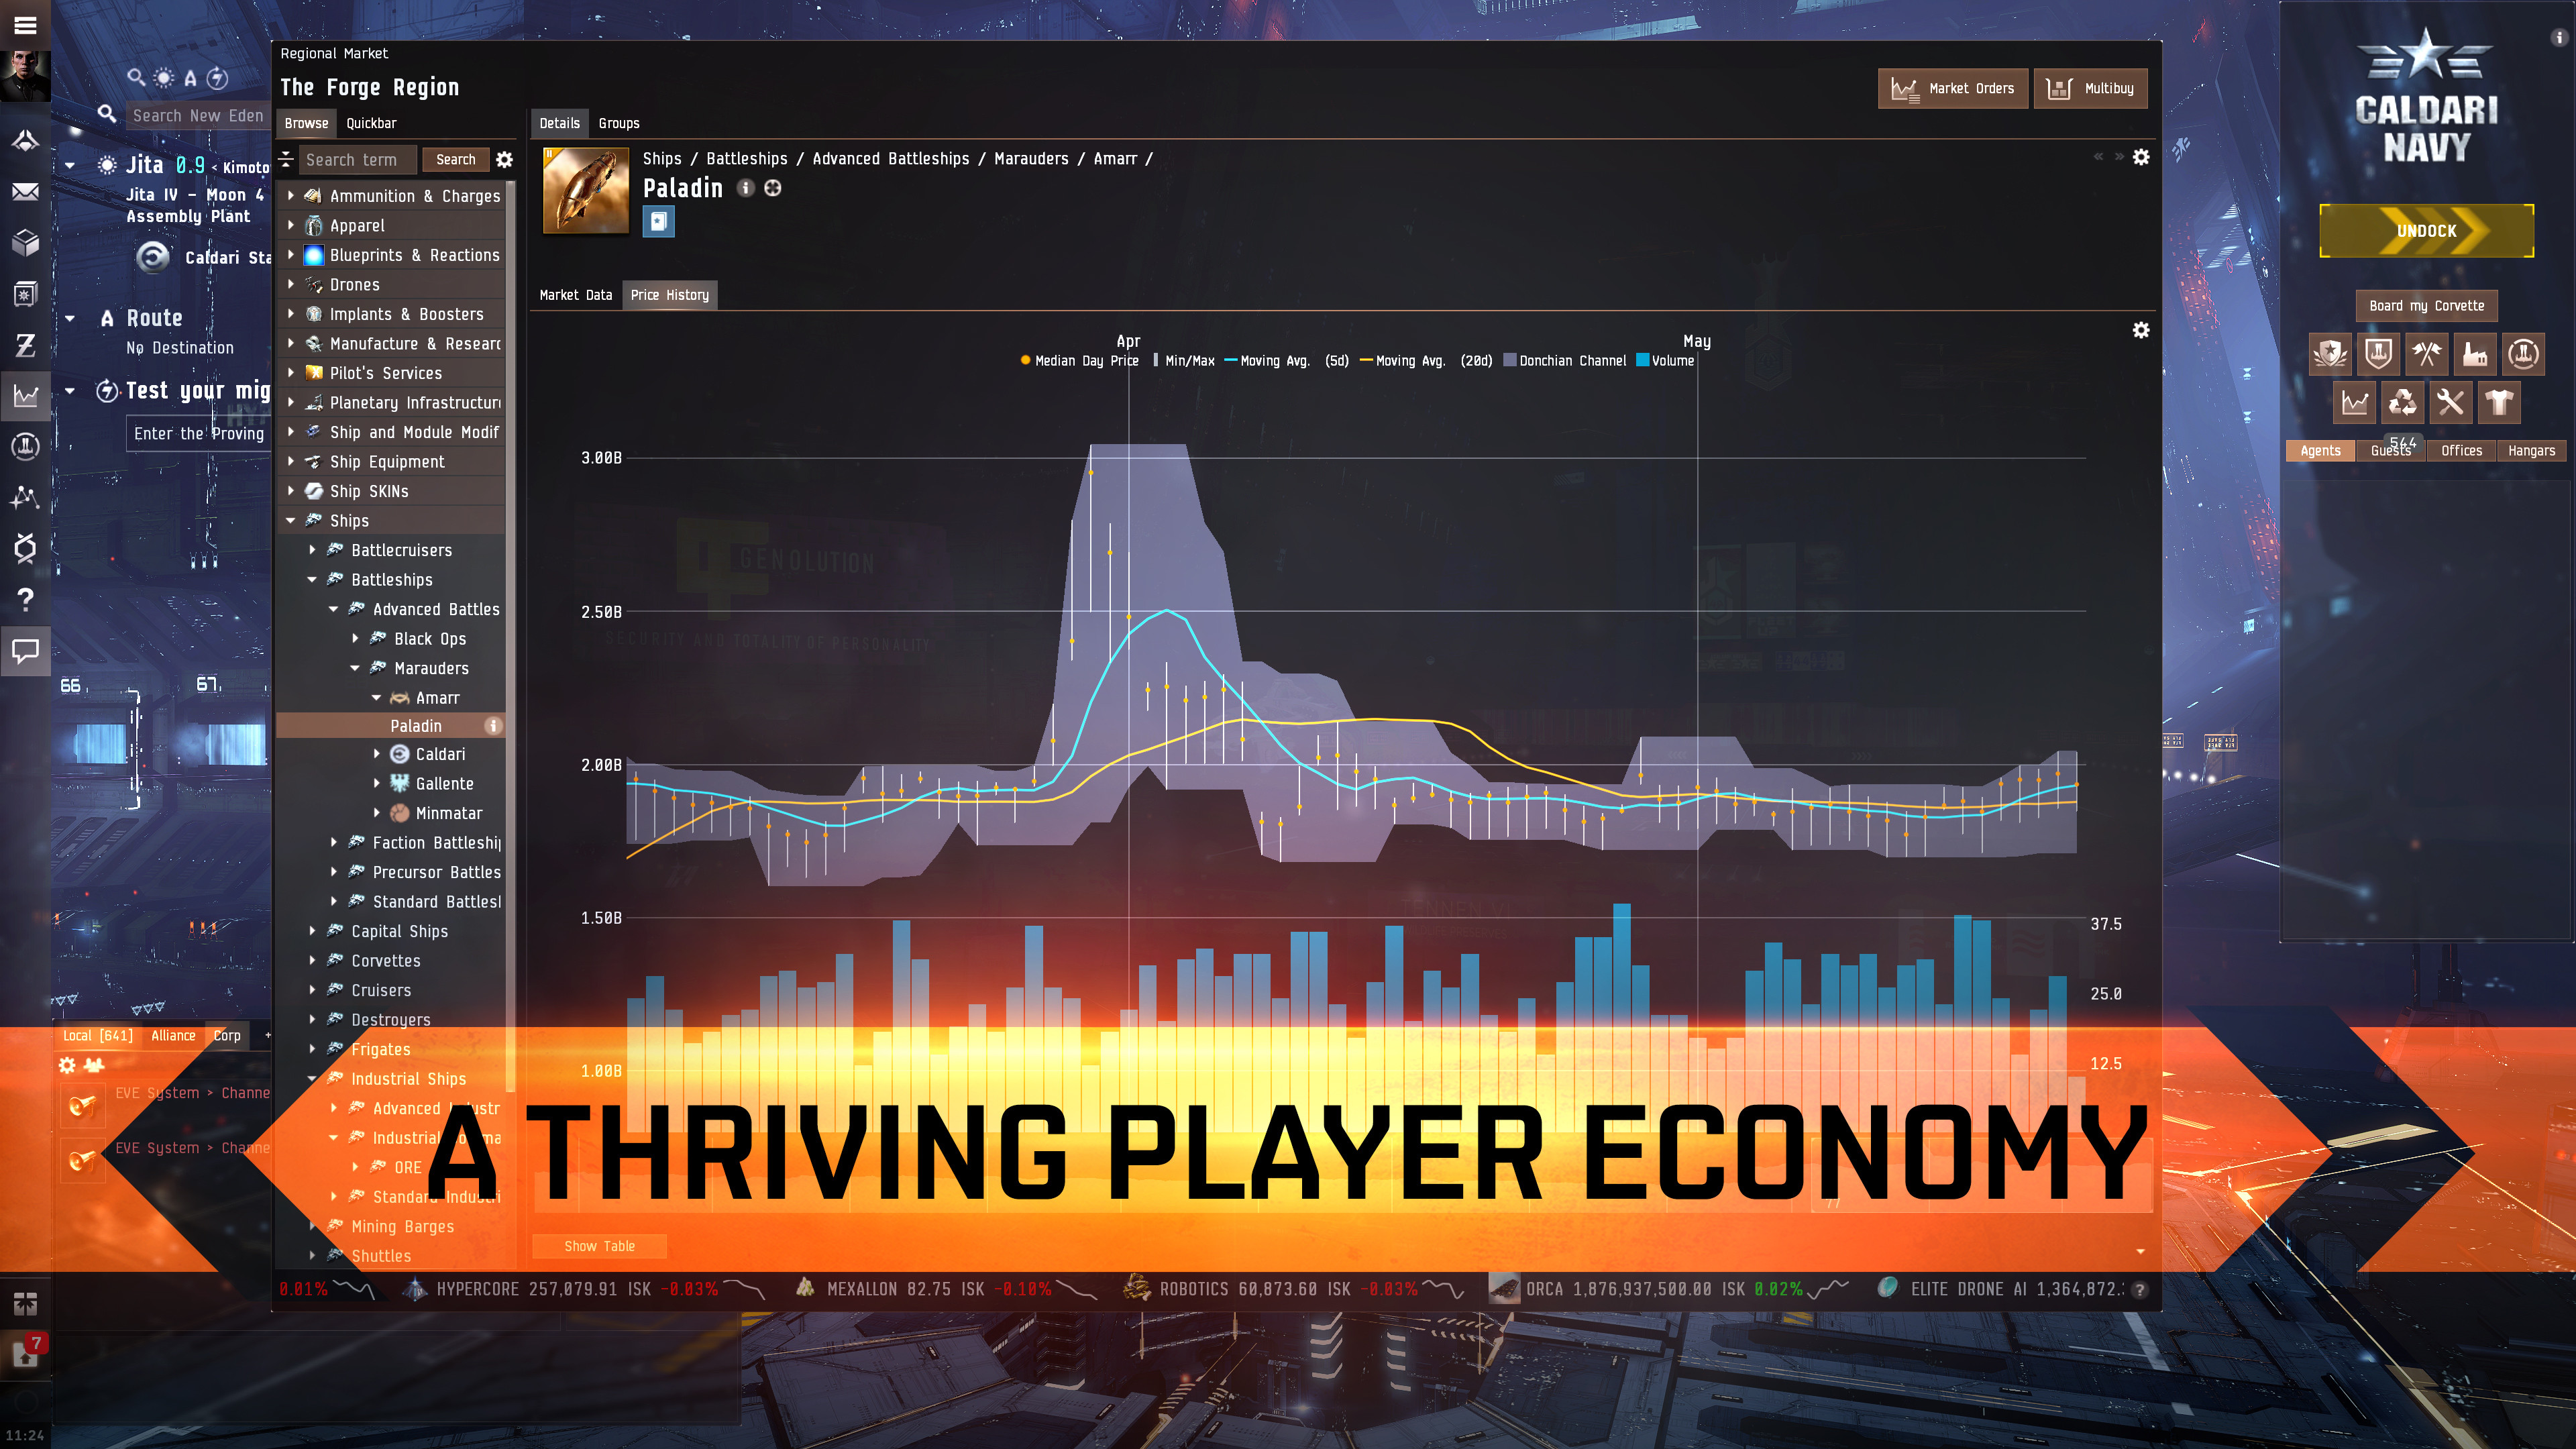 Regional Market
The Forge Region
Market Orders
Multibuy
Browse
Quickbar
Details
Groups
Search New Eden
Search term
Search
Jita 0.9 < Kimoto
Jita IV - Moon 4
Assembly Plant
Caldari Sta
Route
No Destination
Test your mig
Enter the Proving
Ships / Battleships / Advanced Battleships / Marauders / Amarr /
Paladin
Market Data
Price History
Ammunition & Charges
Apparel
Blueprints & Reactions
Drones
Implants & Boosters
Manufacture & Researc
Pilot's Services
Planetary Infrastructur
Ship and Module Modif
Ship Equipment
Ship SKINs
Ships
Battlecruisers
Battleships
Advanced Battles
Black Ops
Marauders
Amarr
Paladin
Caldari
Gallente
Minmatar
Faction Battleship
Precursor Battles
Standard Battles
Capital Ships
Corvettes
Cruisers
Destroyers
Frigates
Industrial Ships
Advanced Industr
ORE
Mining Barges
Shuttles
Apr
May
Median Day Price
Min/Max
Moving Avg. (5d)
Moving Avg. (20d)
Donchian Channel
Volume
3.00B
2.50B
2.00B
1.50B
1.00B
37.5
25.0
12.5
GENOLUTION
SECURITY AND TOTALITY OF PERSONALITY
66
67
CALDARI
NAVY
UNDOCK
Board my Corvette
544
Agents
Guests
Offices
Hangars
Local [641]
Alliance
Corp
EVE System > Channe
EVE System > Channe
A THRIVING PLAYER ECONOMY
Show Table
0.01%
HYPERCORE 257,079.91 ISK -0.03%
MEXALLON 82.75 ISK -0.10%
ROBOTICS 60,873.60 ISK -0.03%
ORCA 1,876,937,500.00 ISK 0.02%
ELITE DRONE AI 1,364,872.
7
11:24